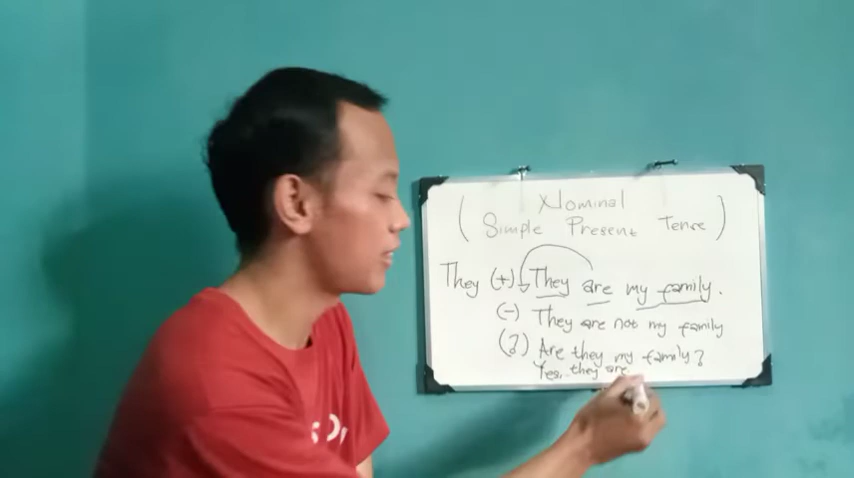 ( Nominal
Simple Present Tence )
They (+) They are my family.
(-) They are not my family
(?) Are they my family?
Yes, they are